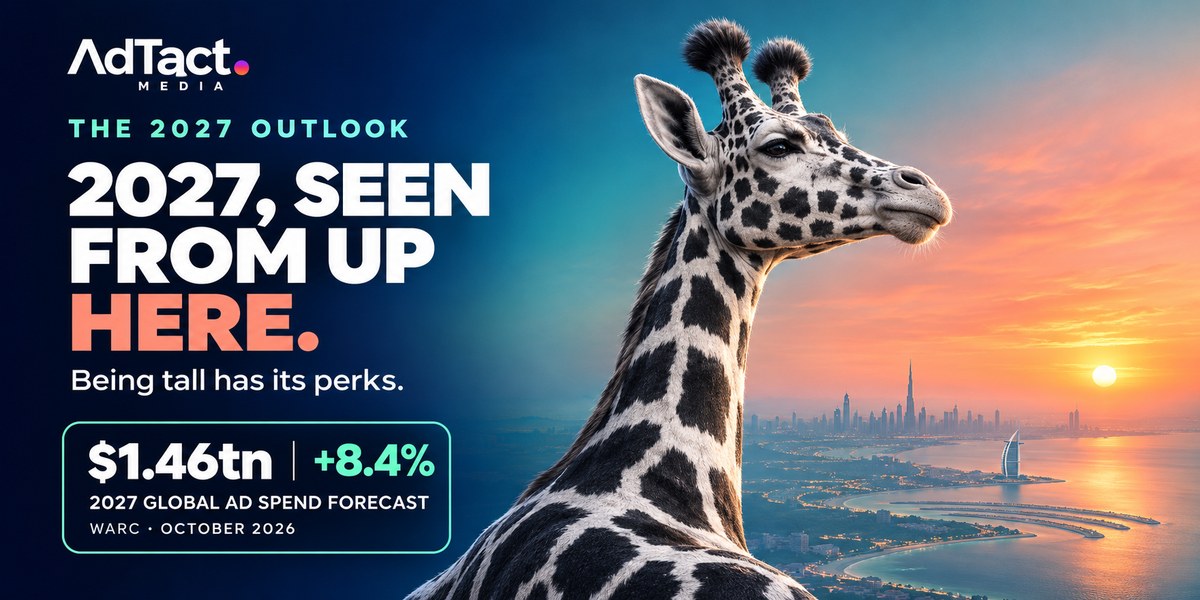 AdTact.
MEDIA
THE 2027 OUTLOOK
2027, SEEN
FROM UP
HERE.
Being tall has its perks.
$1.46tn | +8.4%
2027 GLOBAL AD SPEND FORECAST
WARC · OCTOBER 2026